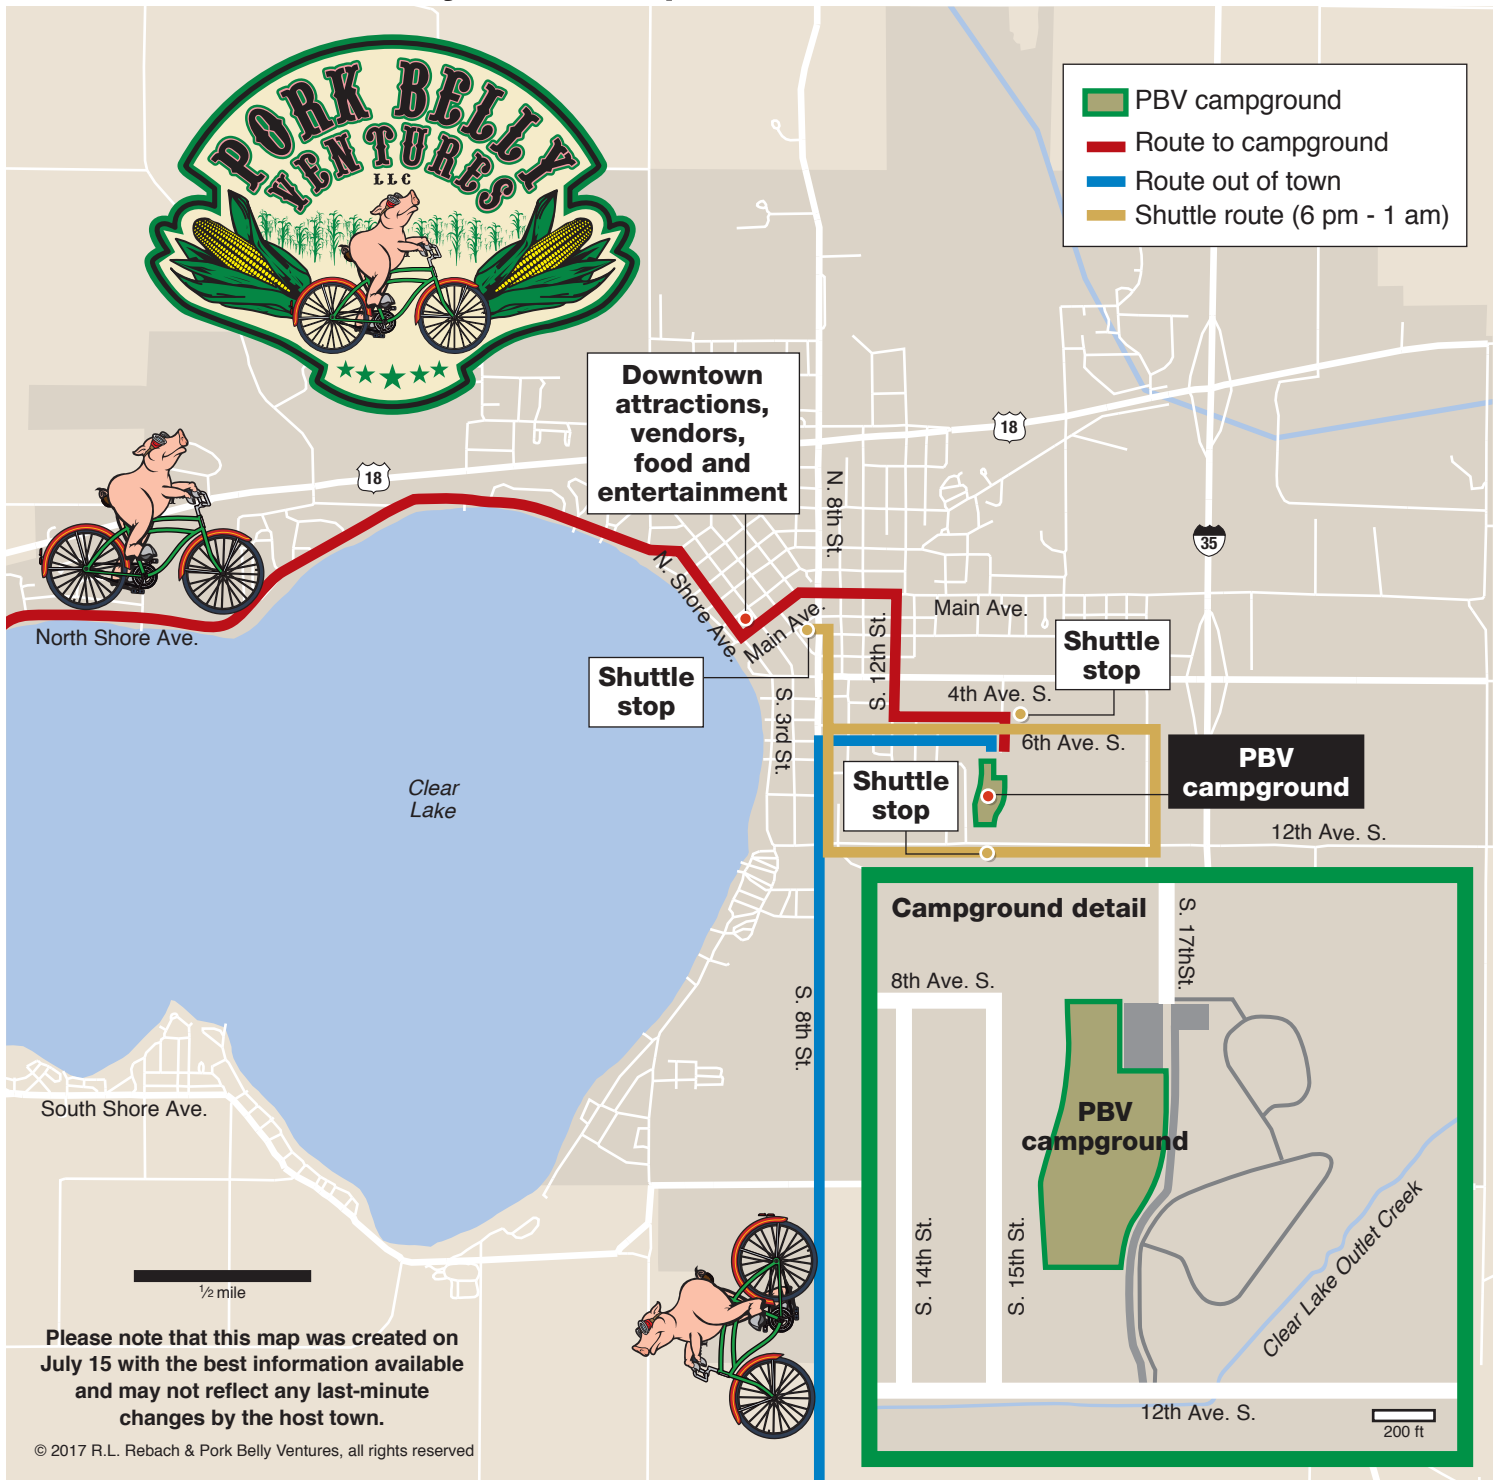 PORK BELLY
VENTURES
LLC
PBV campground
Route to campground
Route out of town
Shuttle route (6 pm - 1 am)
Downtown
attractions,
vendors,
food and
entertainment
18
18
35
N. 8th St.
N. Shore Ave.
Main Ave.
Main Ave.
North Shore Ave.
S. 12th St.
Shuttle
stop
Shuttle
stop
4th Ave. S.
S. 3rd St.
6th Ave. S.
PBV
campground
Shuttle
stop
Clear
Lake
12th Ave. S.
S. 8th St.
South Shore Ave.
Campground detail
S. 17thSt.
8th Ave. S.
PBV
campground
S. 14th St.
S. 15th St.
Clear Lake Outlet Creek
12th Ave. S.
200 ft
½ mile
Please note that this map was created on
July 15 with the best information available
and may not reflect any last-minute
changes by the host town.
© 2017 R.L. Rebach & Pork Belly Ventures, all rights reserved